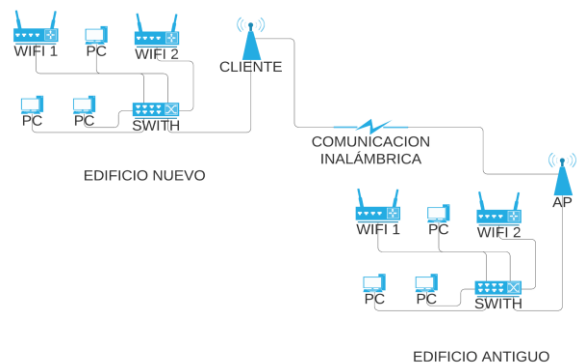 WIFI 1
PC
WIFI 2
CLIENTE
PC
PC
SWITH
EDIFICIO NUEVO
COMUNICACION
INALÁMBRICA
AP
WIFI 1
PC
WIFI 2
PC
PC
SWITH
EDIFICIO ANTIGUO